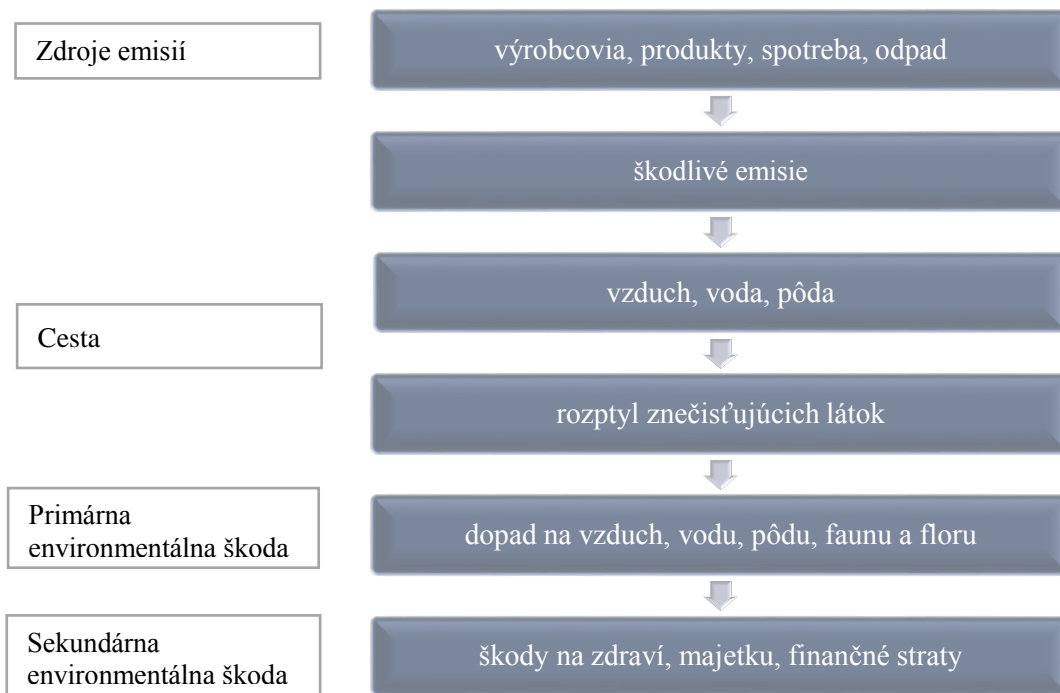 Zdroje emisií
výrobcovia, produkty, spotreba, odpad
škodlivé emisie
vzduch, voda, pôda
Cesta
rozptyl znečisťujúcich látok
Primárna
environmentálna škoda
dopad na vzduch, vodu, pôdu, faunu a floru
Sekundárna
environmentálna škoda
škody na zdraví, majetku, finančné straty